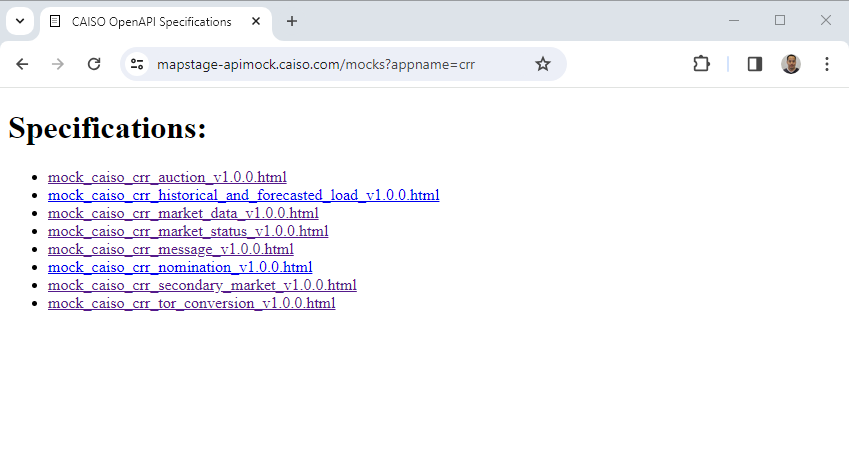 CAISO OpenAPI Specifications
mapstage-apimock.caiso.com/mocks?appname=crr
Specifications:
mock_caiso_crr_auction_v1.0.0.html
mock_caiso_crr_historical_and_forecasted_load_v1.0.0.html
mock_caiso_crr_market_data_v1.0.0.html
mock_caiso_crr_market_status_v1.0.0.html
mock_caiso_crr_message_v1.0.0.html
mock_caiso_crr_nomination_v1.0.0.html
mock_caiso_crr_secondary_market_v1.0.0.html
mock_caiso_crr_tor_conversion_v1.0.0.html